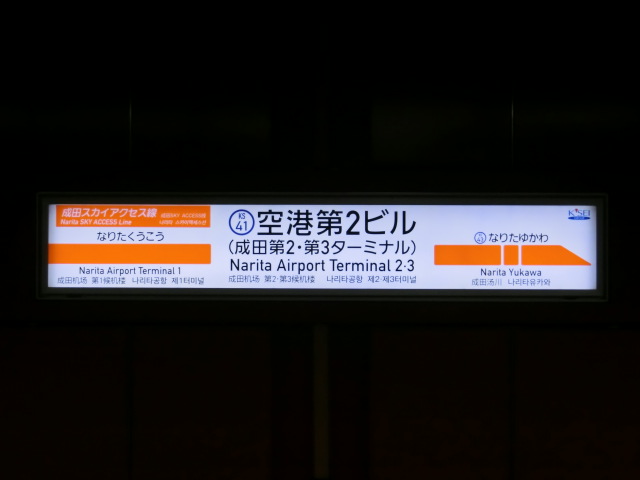 成田スカイアクセス線
Narita SKY ACCESS Line
なりたくうこう
Narita Airport Terminal 1
成田机场 第1候机楼 나리타공항 제1터미널
KS
41
空港第2ビル
(成田第2・第3ターミナル)
Narita Airport Terminal 2·3
成田机场 第2·第3候机楼 나리타공항 제2·제3터미널
KSEI
なりたゆかわ
Narita Yukawa
成田汤川 나리타유카와